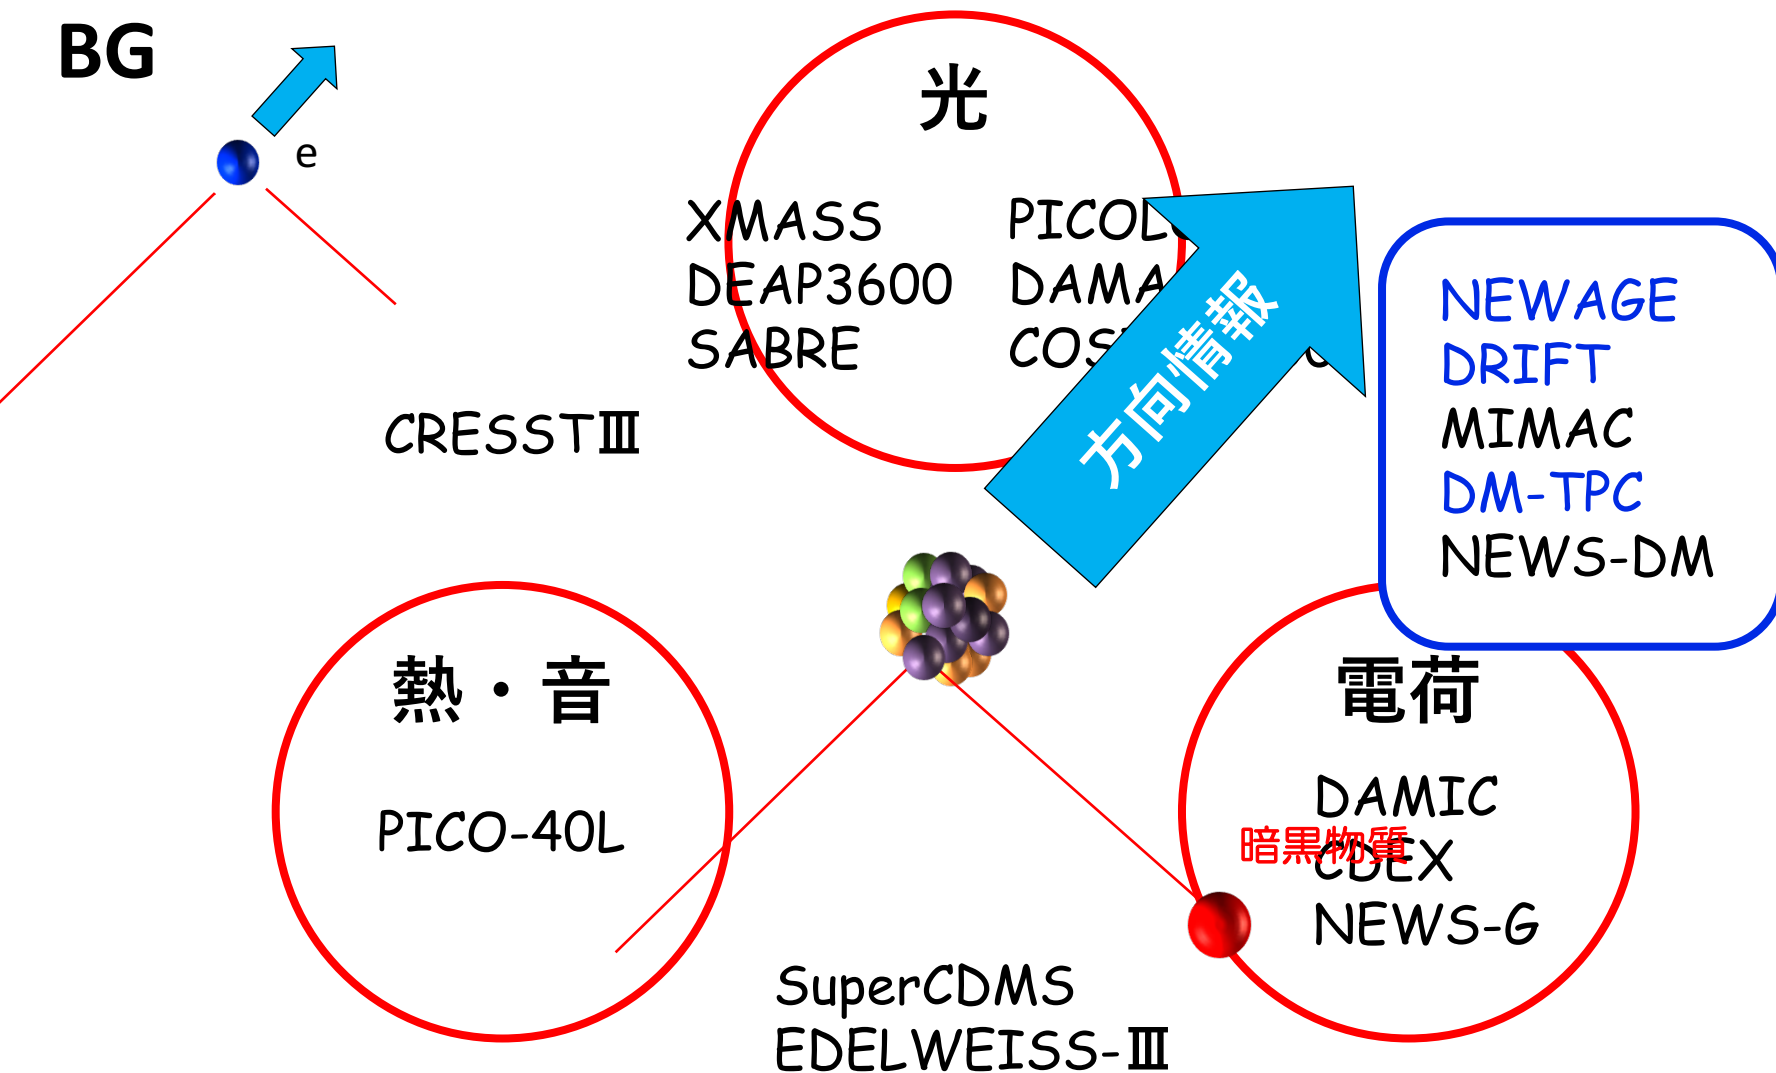 BG
e
光
XMASS
DEAP3600
SABRE
DAMA
方向情報
NEWAGE
DRIFT
MIMAC
DM-TPC
NEWS-DM
CRESSTⅢ
熱・音
PICO-40L
電荷
DAMIC
暗黒物質
CDEX
NEWS-G
SuperCDMS
EDELWEISS-Ⅲ